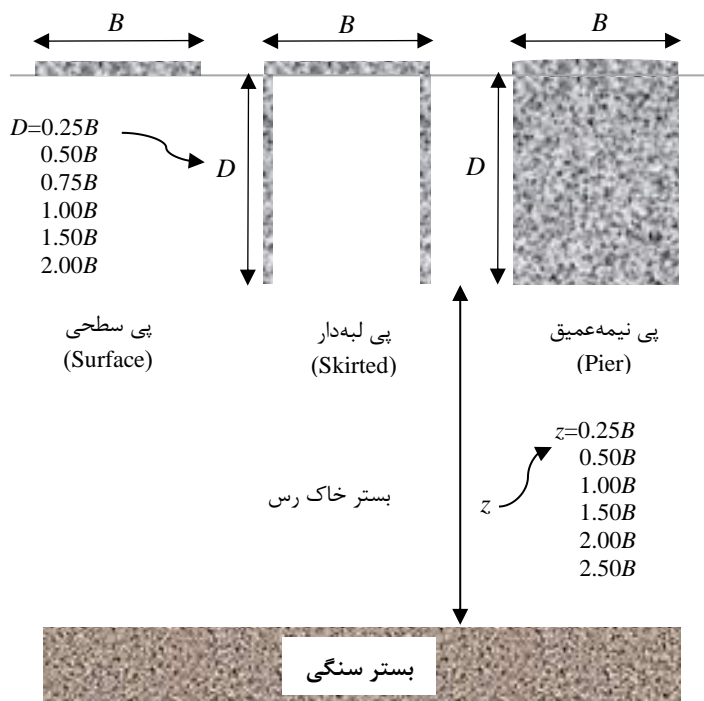 B
B
B
D=0.25B
0.50B
0.75B
1.00B
1.50B
2.00B
D
D
پی سطحی
(Surface)
پی لبه‌دار
(Skirted)
پی نیمه‌عمیق
(Pier)
z=0.25B
0.50B
1.00B
1.50B
2.00B
2.50B
z
بستر خاک رس
بستر سنگی